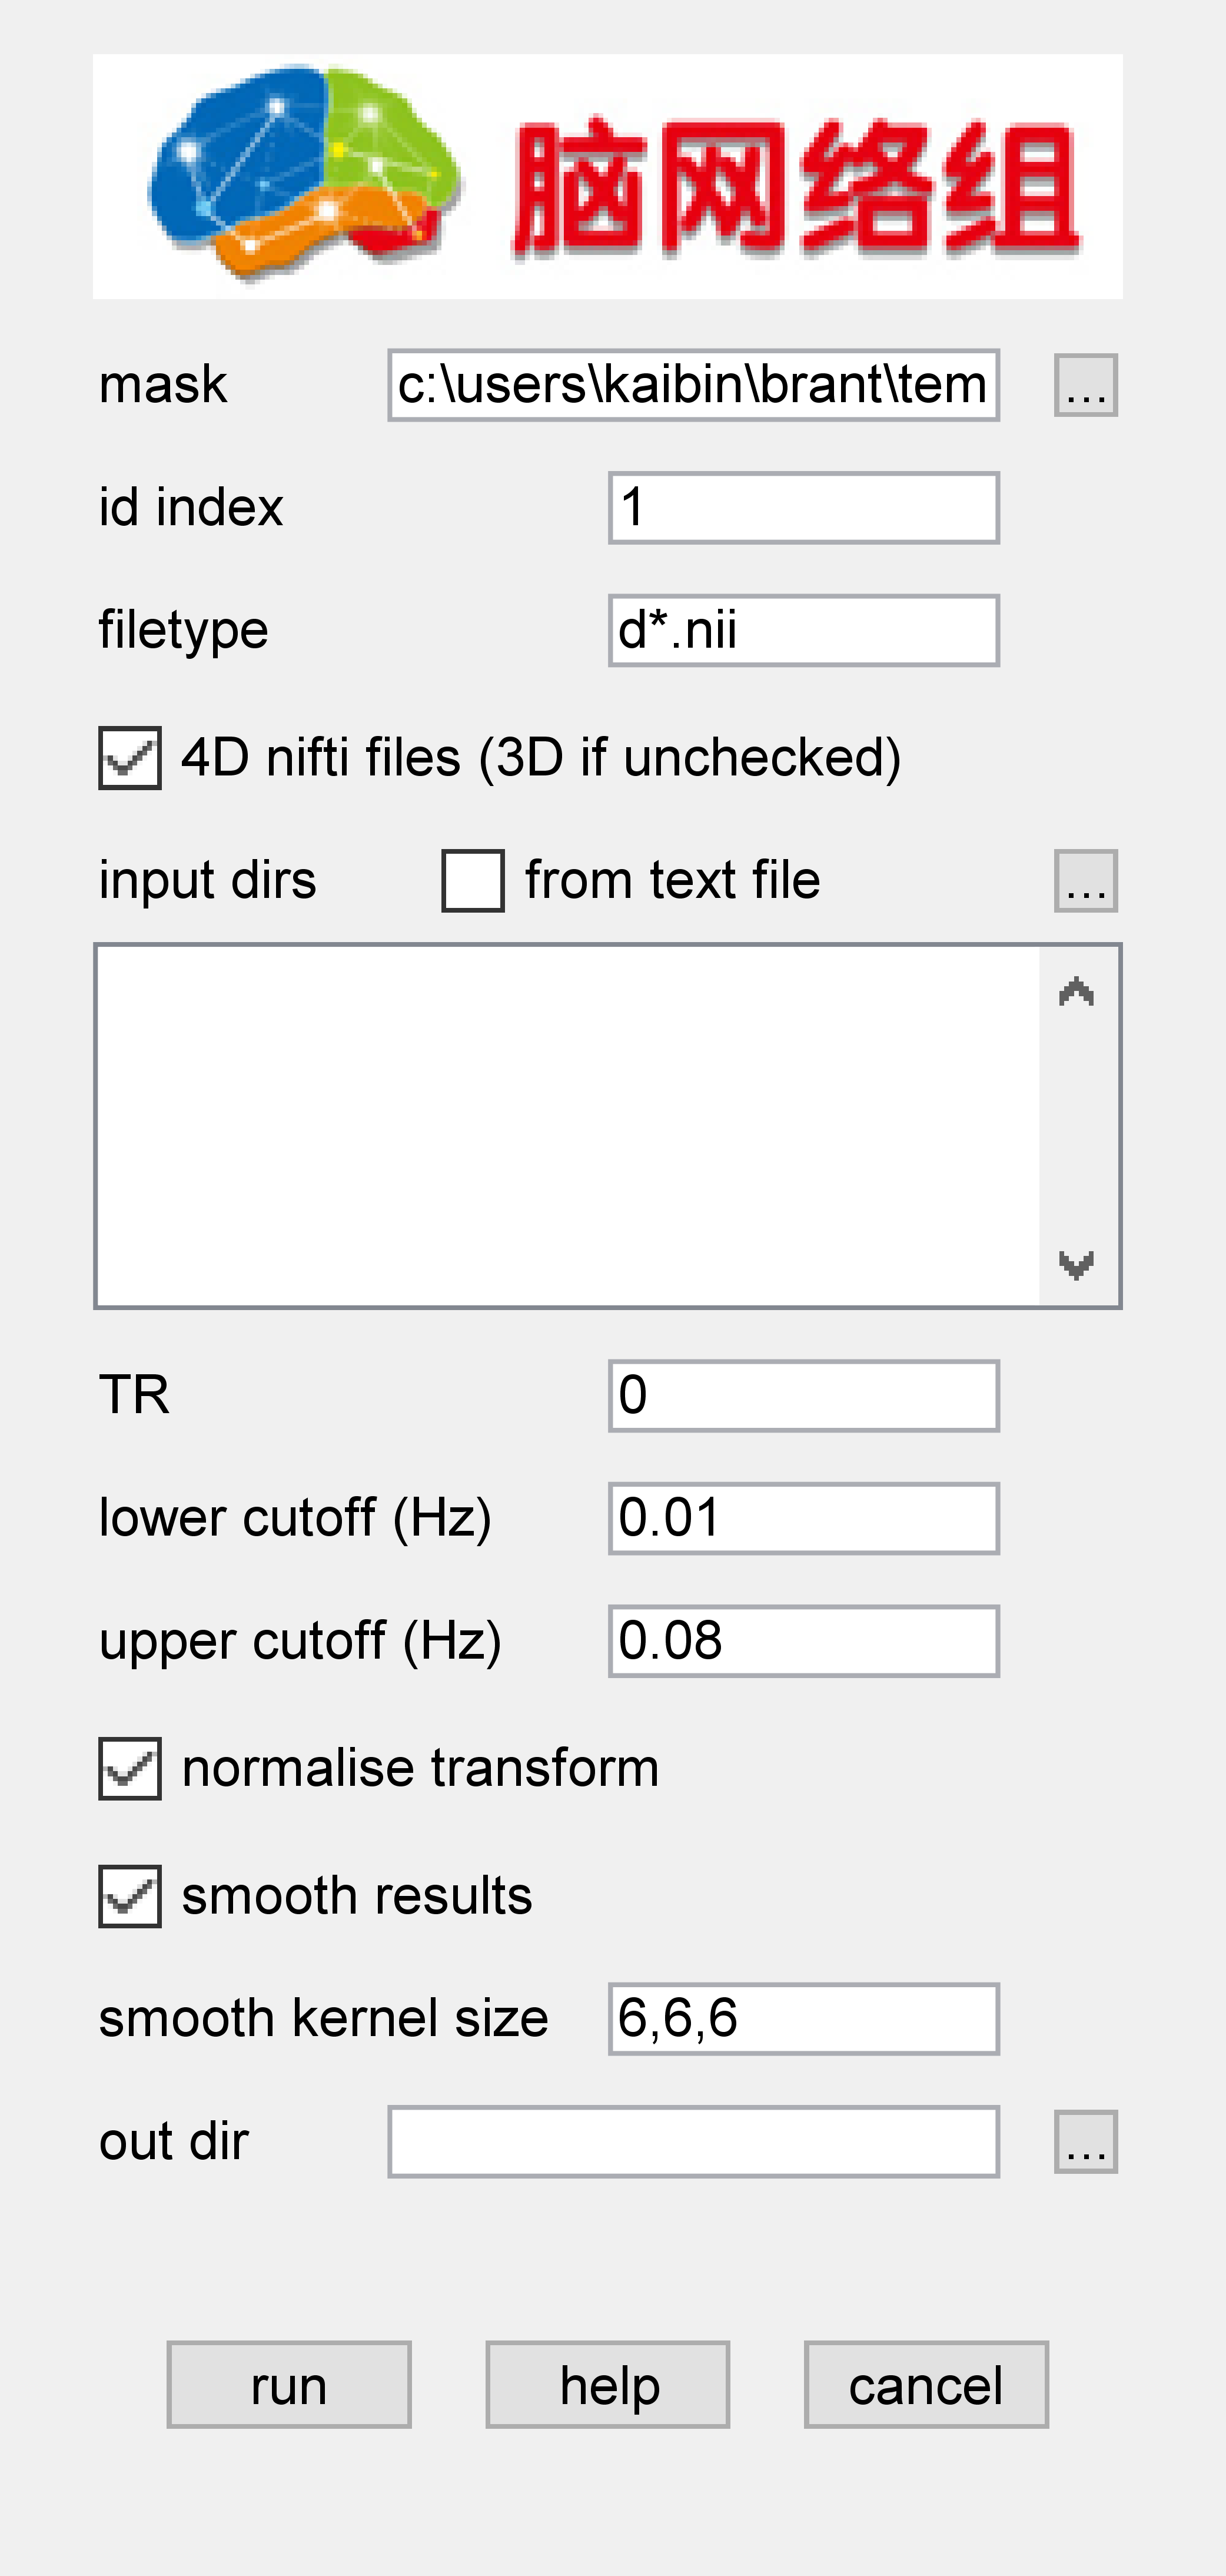 脑网络组
mask c:\users\kaibin\brant\tem ...
id index 1
filetype d*.nii
4D nifti files (3D if unchecked)
input dirs from text file ...
TR 0
lower cutoff (Hz) 0.01
upper cutoff (Hz) 0.08
normalise transform
smooth results
smooth kernel size 6,6,6
out dir ...
run help cancel